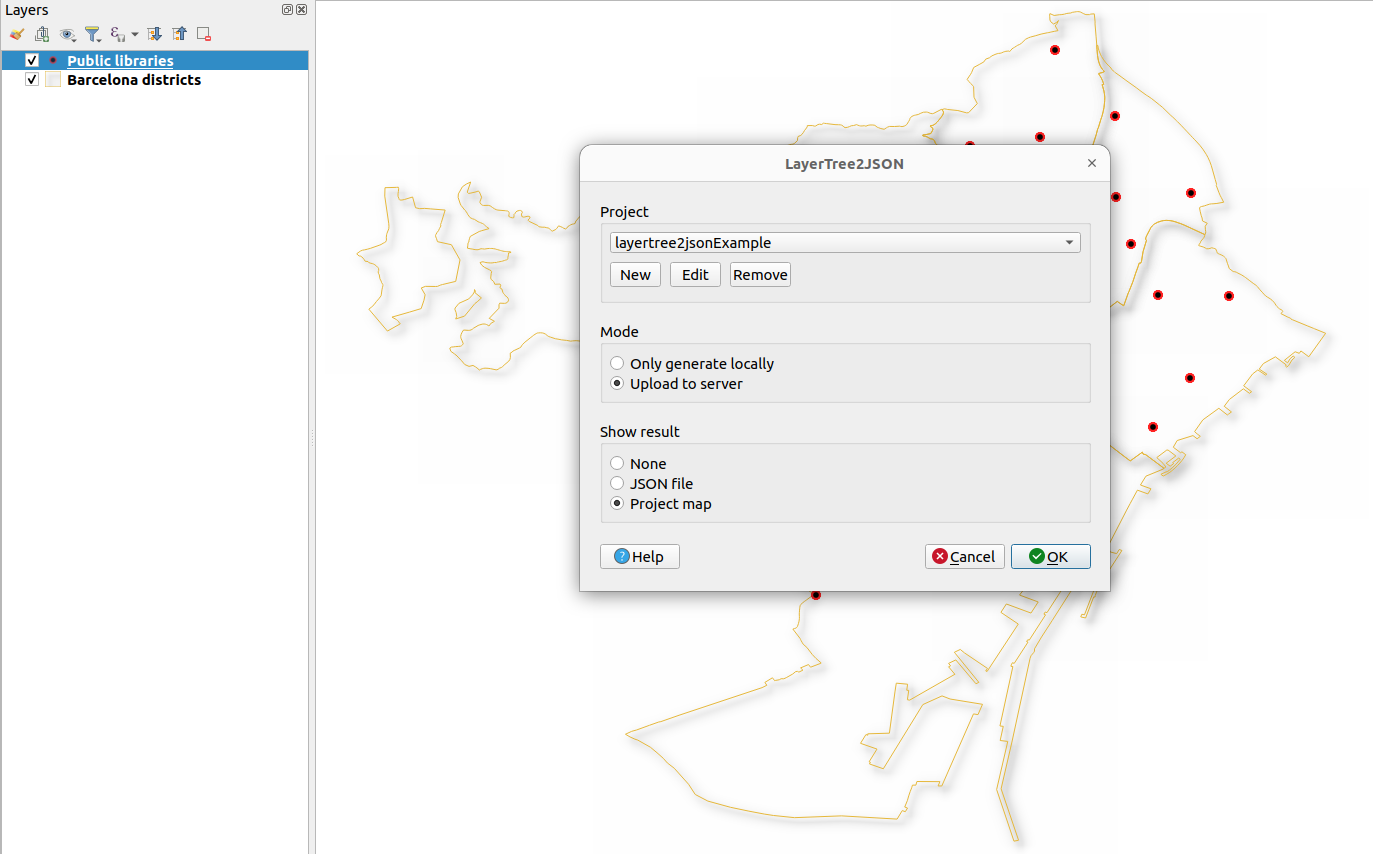 Layers
Public libraries
Barcelona districts
LayerTree2JSON
Project
layertree2jsonExample
New Edit Remove
Mode
Only generate locally
Upload to server
Show result
None
JSON file
Project map
Help Cancel OK